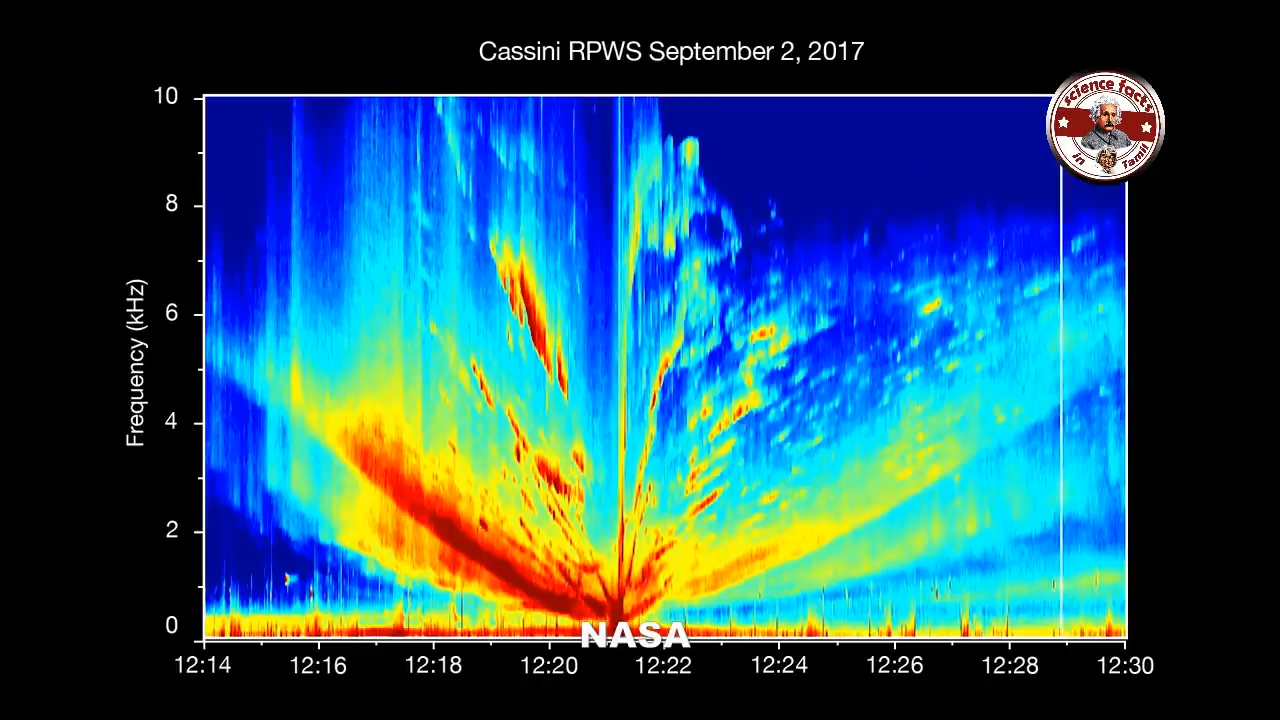 Cassini RPWS September 2, 2017
science facts
in Tamil
Frequency (kHz)
10
8
6
4
2
0
NASA
12:14 12:16 12:18 12:20 12:22 12:24 12:26 12:28 12:30